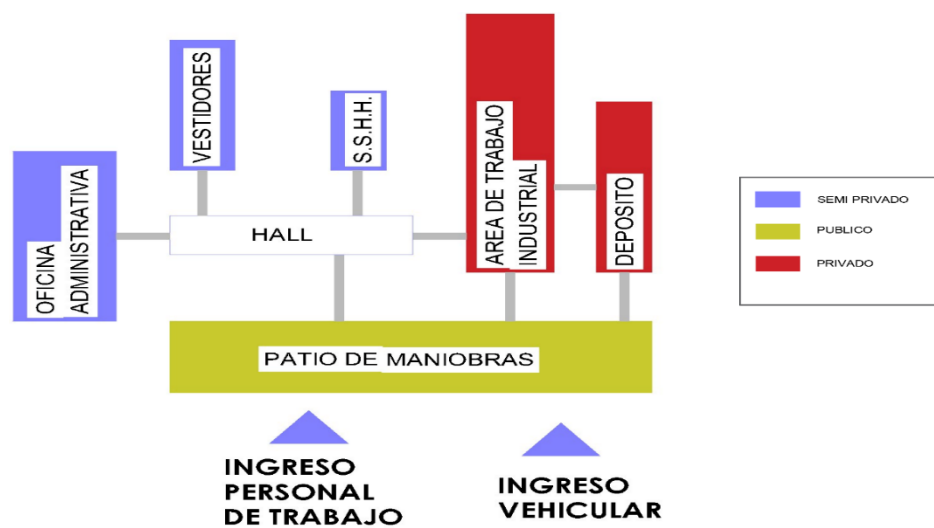 VESTIDORES
S.S.H.H.
AREA DE TRABAJO
INDUSTRIAL
DEPOSITO
OFICINA
ADMINISTRATIVA
HALL
PATIO DE MANIOBRAS
INGRESO
PERSONAL
DE TRABAJO
INGRESO
VEHICULAR
SEMI PRIVADO
PUBLICO
PRIVADO